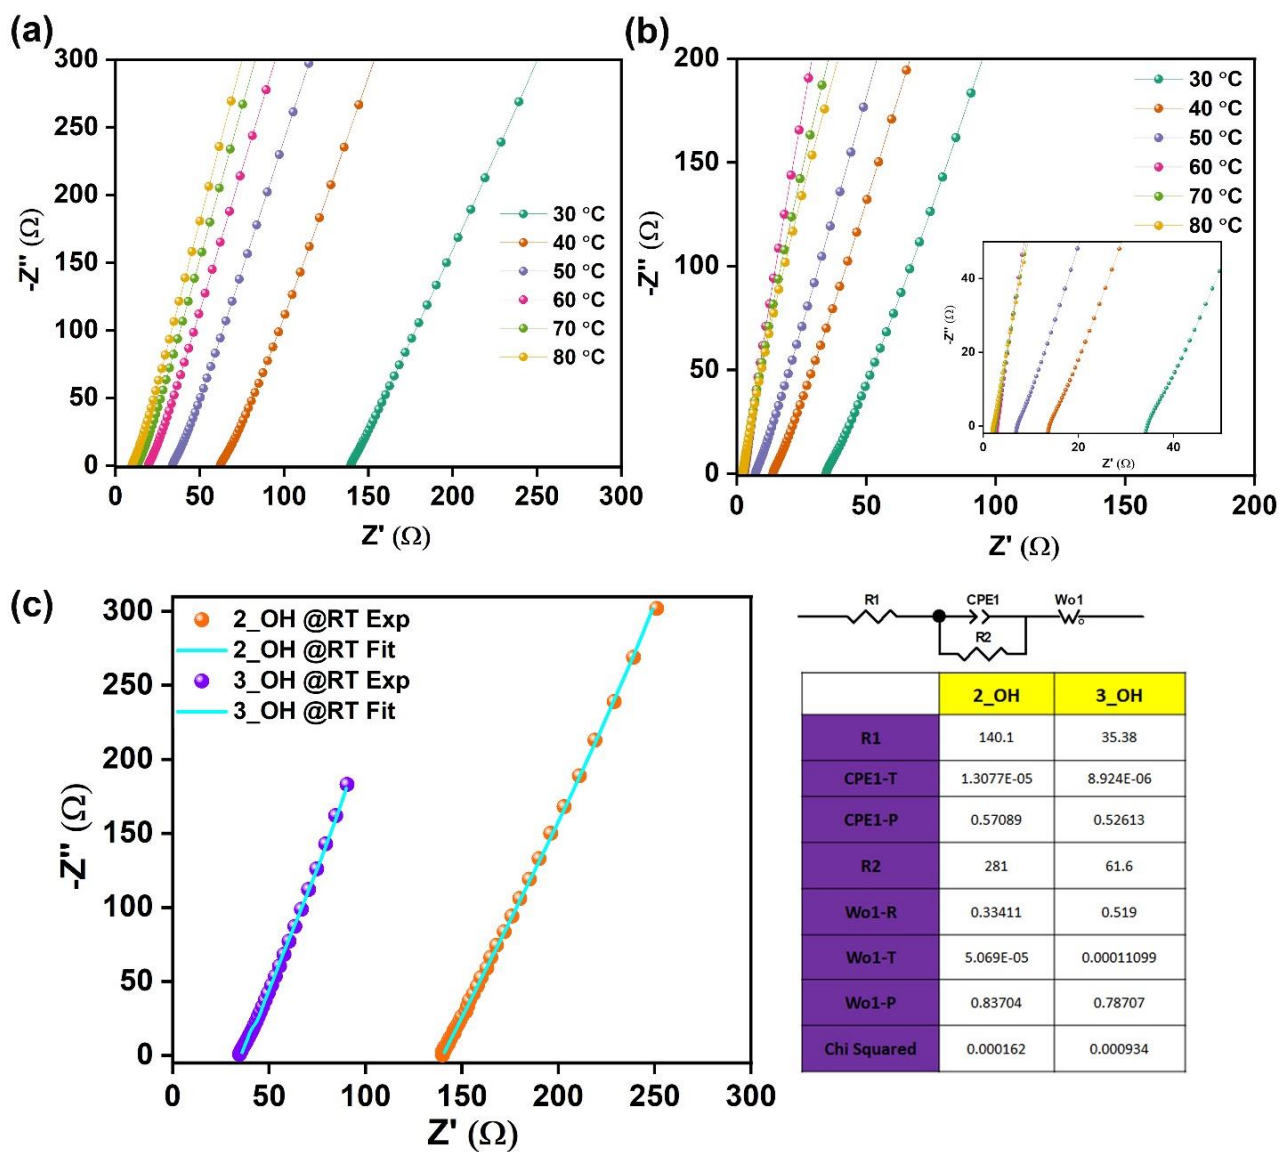 (a)
300
250
200
150
100
50
0
-Z" (Ω)
0 50 100 150 200 250 300
Z' (Ω)
30 °C
40 °C
50 °C
60 °C
70 °C
80 °C
(b)
200
150
100
50
0
-Z" (Ω)
0 50 100 150 200
Z' (Ω)
30 °C
40 °C
50 °C
60 °C
70 °C
80 °C
40
20
0
-Z" (Ω)
0 20 40
Z' (Ω)
(c)
300
250
200
150
100
50
0
-Z" (Ω)
0 50 100 150 200 250 300
Z' (Ω)
2_OH @RT Exp
2_OH @RT Fit
3_OH @RT Exp
3_OH @RT Fit
R1 CPE1 Wo1
R2
2_OH 3_OH
R1 140.1 35.38
CPE1-T 1.3077E-05 8.924E-06
CPE1-P 0.57089 0.52613
R2 281 61.6
Wo1-R 0.33411 0.519
Wo1-T 5.069E-05 0.00011099
Wo1-P 0.83704 0.78707
Chi Squared 0.000162 0.000934